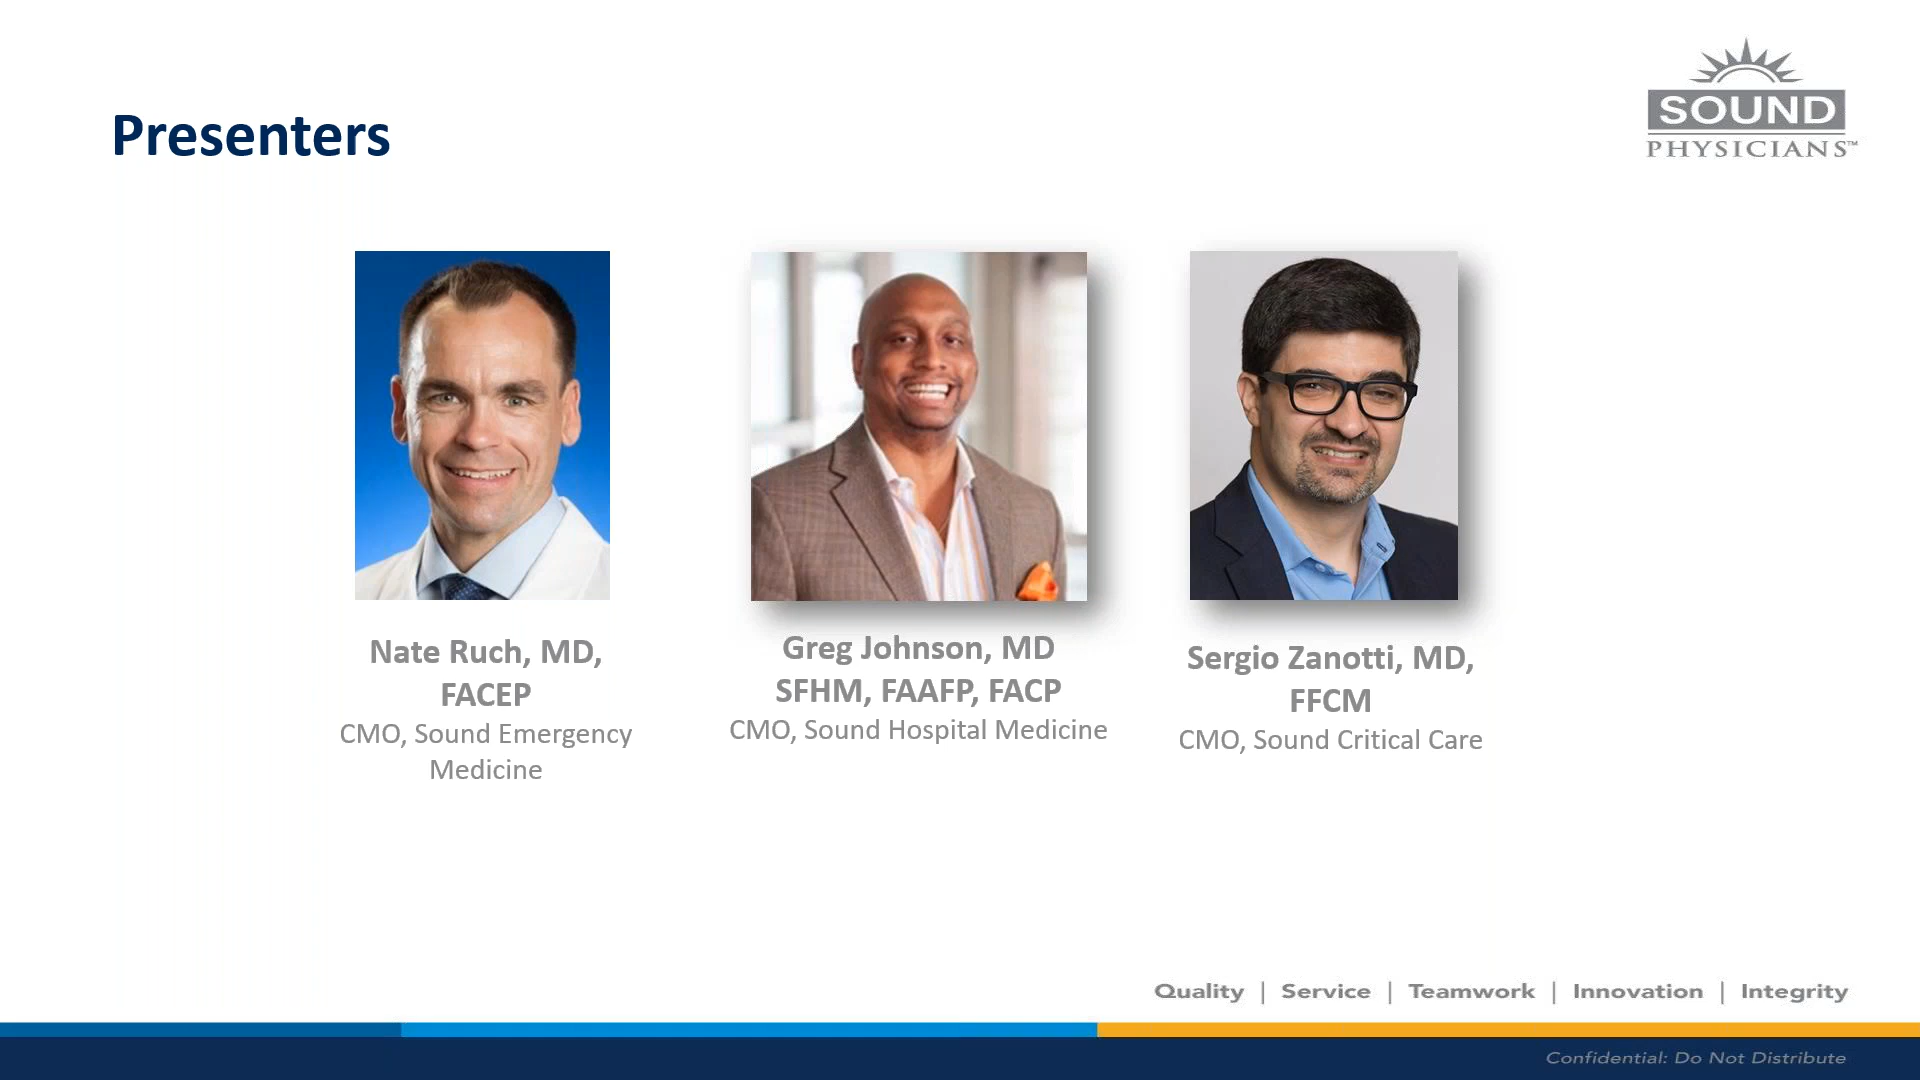 SOUND
PHYSICIANS™
Presenters
Nate Ruch, MD,
FACEP
CMO, Sound Emergency
Medicine
Greg Johnson, MD
SFHM, FAAFP, FACP
CMO, Sound Hospital Medicine
Sergio Zanotti, MD,
FFCM
CMO, Sound Critical Care
Quality | Service | Teamwork | Innovation | Integrity
Confidential: Do Not Distribute